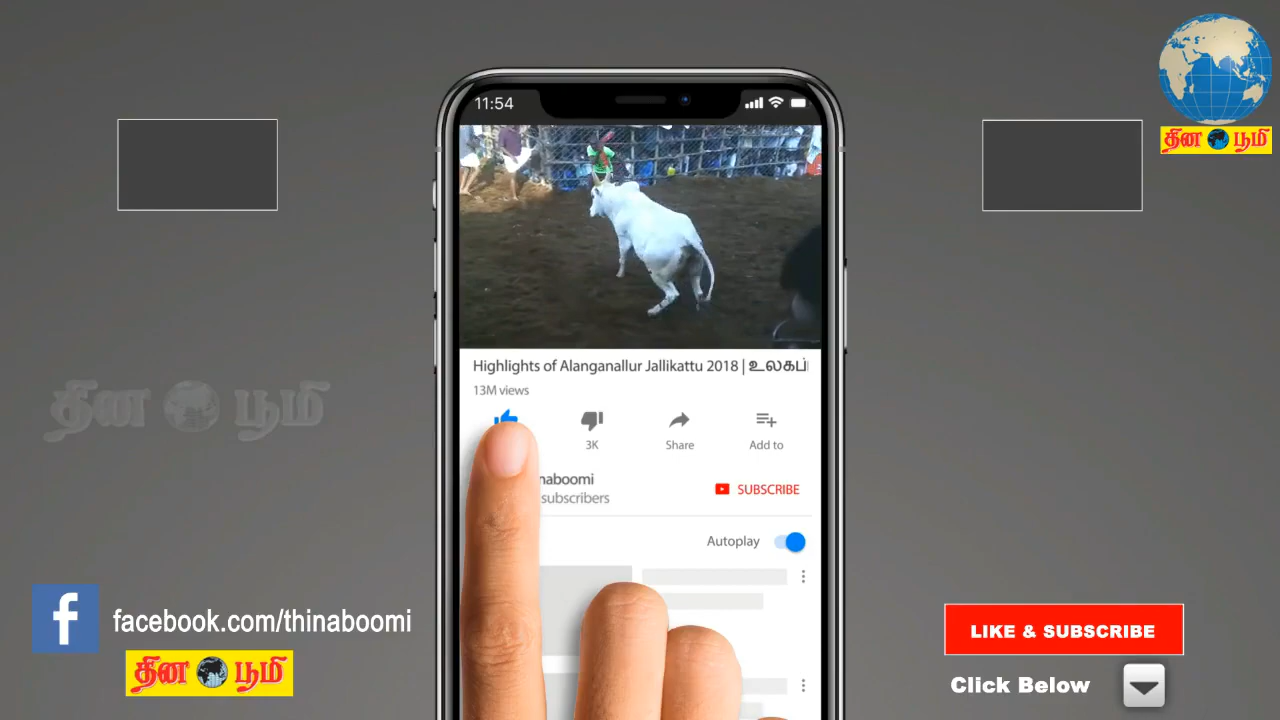 11:54
தின பூமி
Highlights of Alanganallur Jallikattu 2018 | உலகப்
13M views
3K
Share
Add to
naboomi
subscribers
SUBSCRIBE
Autoplay
தின பூமி
facebook.com/thinaboomi
தின பூமி
LIKE & SUBSCRIBE
Click Below